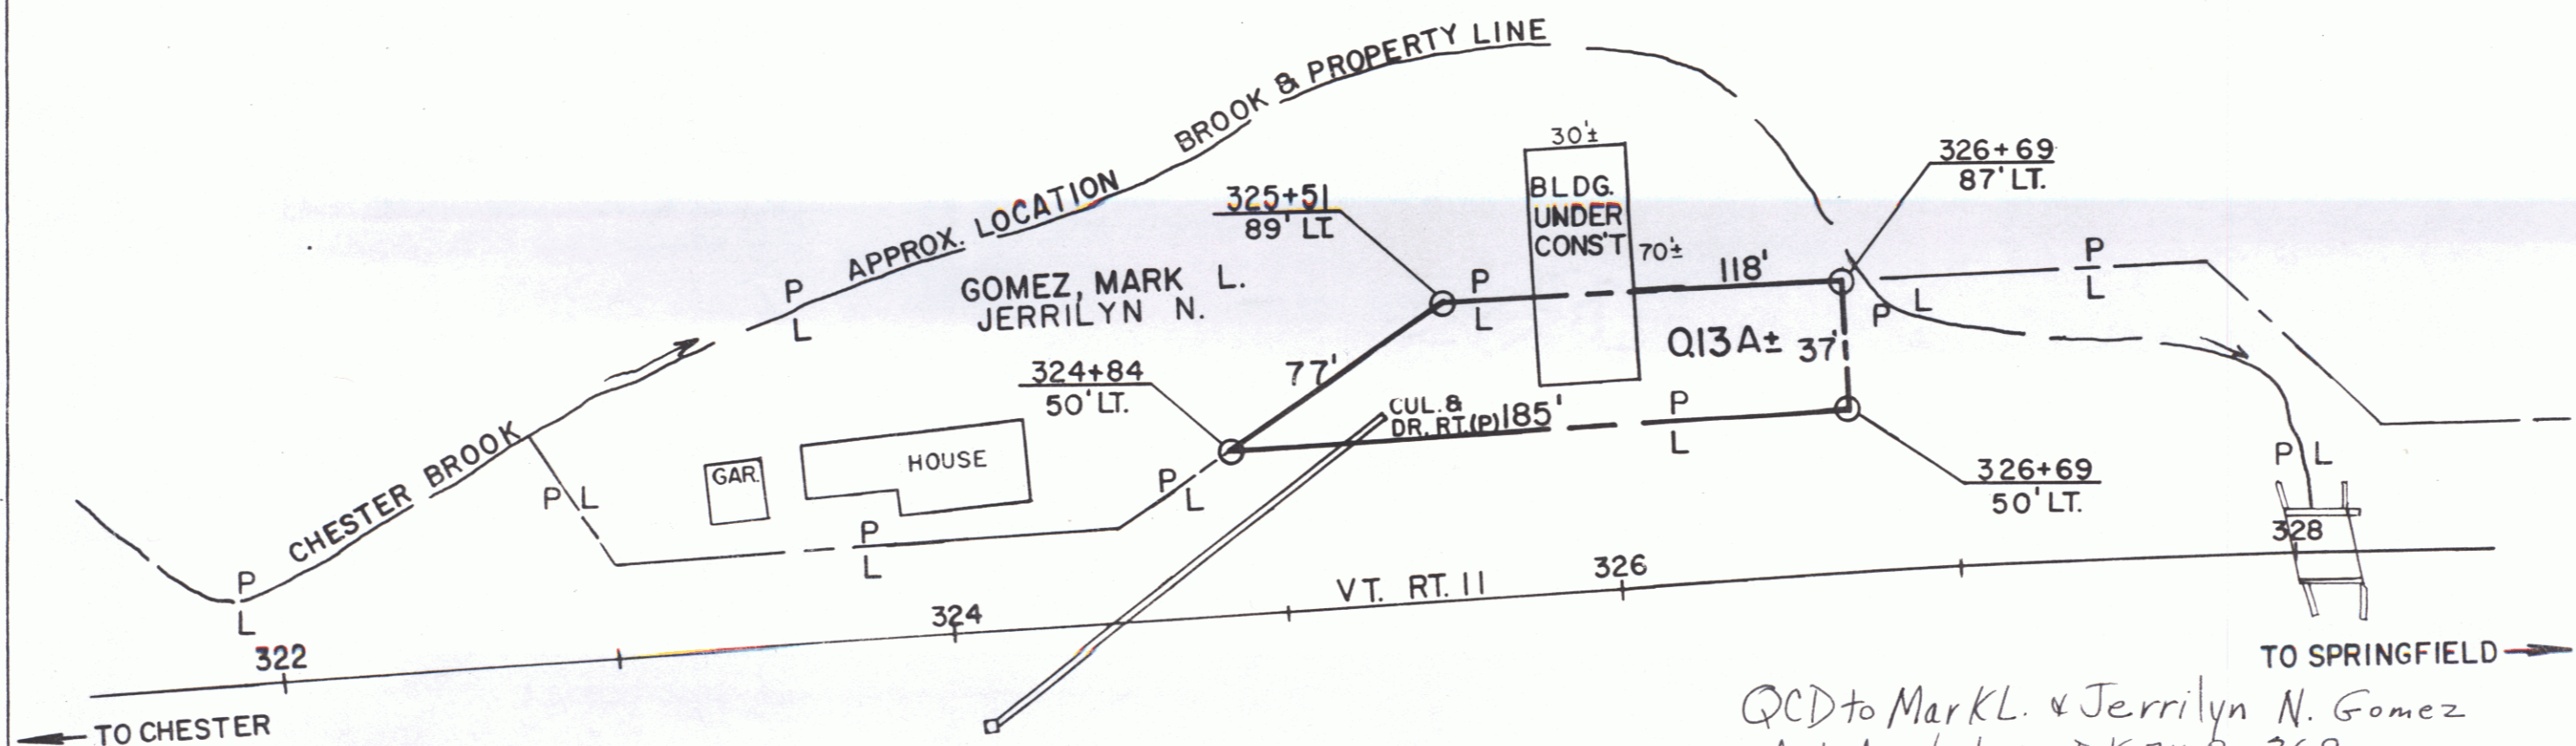 APPROX. LOCATION BROOK & PROPERTY LINE
30'±
BLDG.
UNDER
CONS'T
70'±
326+69
87' LT.
325+51
89' LT
P
L
GOMEZ, MARK L.
JERRILYN N.
P
L
118'
P
L
P L
0.13 A±
37'
77'
324+84
50' LT.
CUL. &
DR. RT.(P)
185'
P
L
326+69
50' LT.
CHESTER BROOK
P L
GAR.
HOUSE
P
L
P
L
P
L
P L
328
VT. RT. 11
326
324
322
TO SPRINGFIELD
TO CHESTER
QCD to Mark L. & Jerrilyn N. Gomez